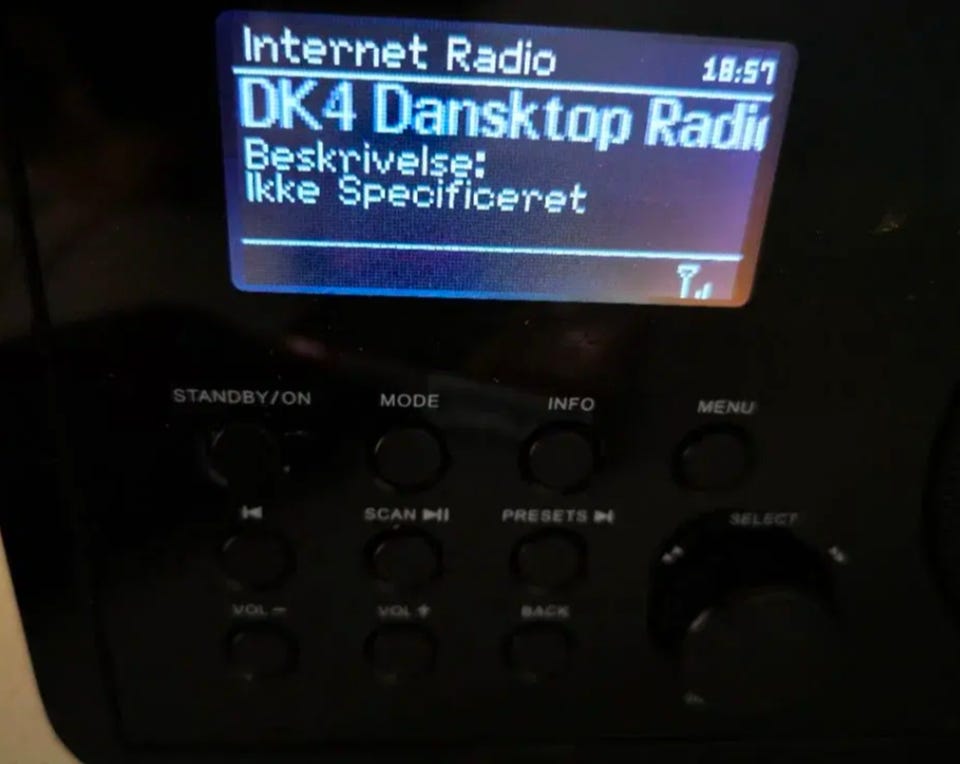 Internet Radio 18:57
DK4 Dansktop Radio
Beskrivelse:
Ikke Specificeret
STANDBY/ON MODE INFO MENU
SCAN PRESETS SELECT
VOL − VOL + BACK